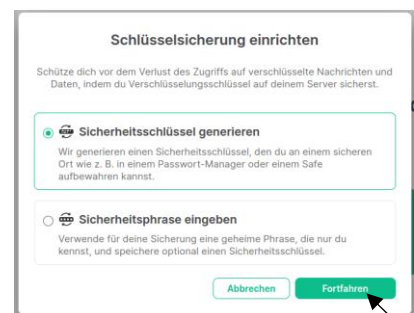 Schlüsselsicherung einrichten
Schütze dich vor dem Verlust des Zugriffs auf verschlüsselte Nachrichten und
Daten, indem du Verschlüsselungsschlüssel auf deinem Server sicherst.
Sicherheitsschlüssel generieren
Wir generieren einen Sicherheitsschlüssel, den du an einem sicheren
Ort wie z. B. in einem Passwort-Manager oder einem Safe
aufbewahren kannst.
Sicherheitsphrase eingeben
Verwende für deine Sicherung eine geheime Phrase, die nur du
kennst, und speichere optional einen Sicherheitsschlüssel.
Abbrechen Fortfahren